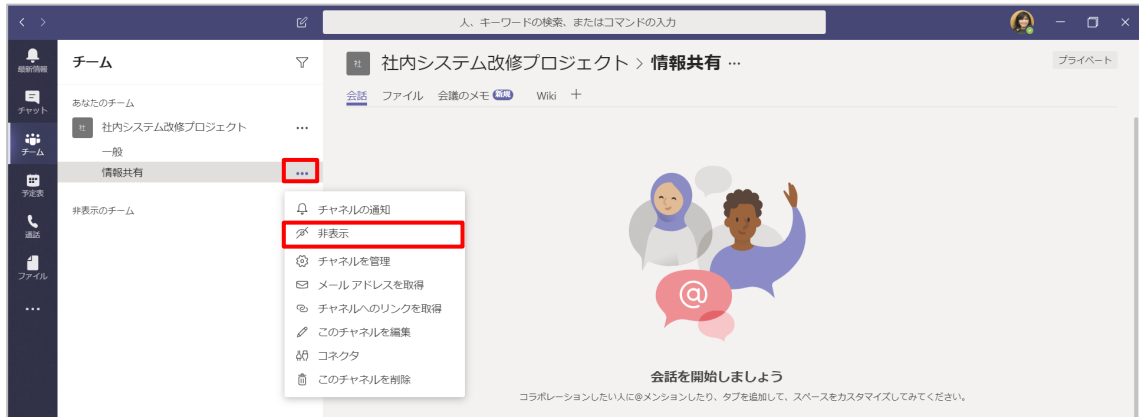 人、キーワードの検索、またはコマンドの入力
最新情報
チャット
チーム
予定表
通話
ファイル
チーム
あなたのチーム
社 社内システム改修プロジェクト
一般
情報共有
非表示のチーム
チャネルの通知
非表示
チャネルを管理
メール アドレスを取得
チャネルへのリンクを取得
このチャネルを編集
コネクタ
このチャネルを削除
社 社内システム改修プロジェクト > 情報共有 ...
プライベート
会話 ファイル 会議のメモ 新規 Wiki +
@
会話を開始しましょう
コラボレーションしたい人に@メンションしたり、タブを追加して、スペースをカスタマイズしてみてください。